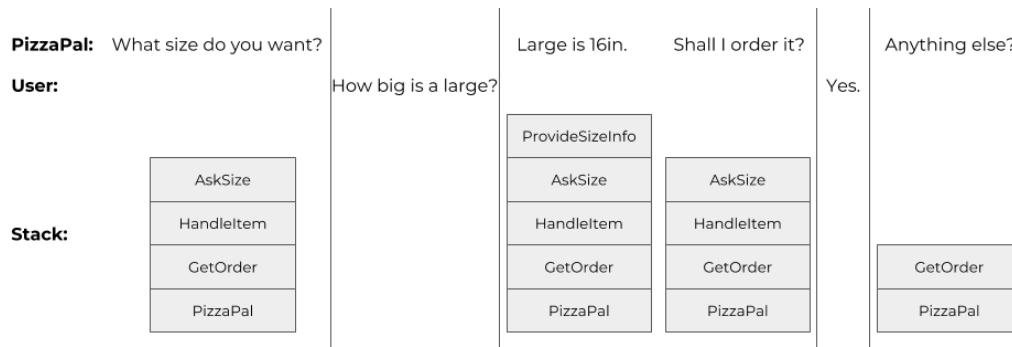 PizzaPal: What size do you want? Large is 16in. Shall I order it? Anything else?
User: How big is a large? Yes.
ProvideSizeInfo
AskSize AskSize AskSize
HandleItem HandleItem HandleItem
Stack:
GetOrder GetOrder GetOrder GetOrder
PizzaPal PizzaPal PizzaPal PizzaPal